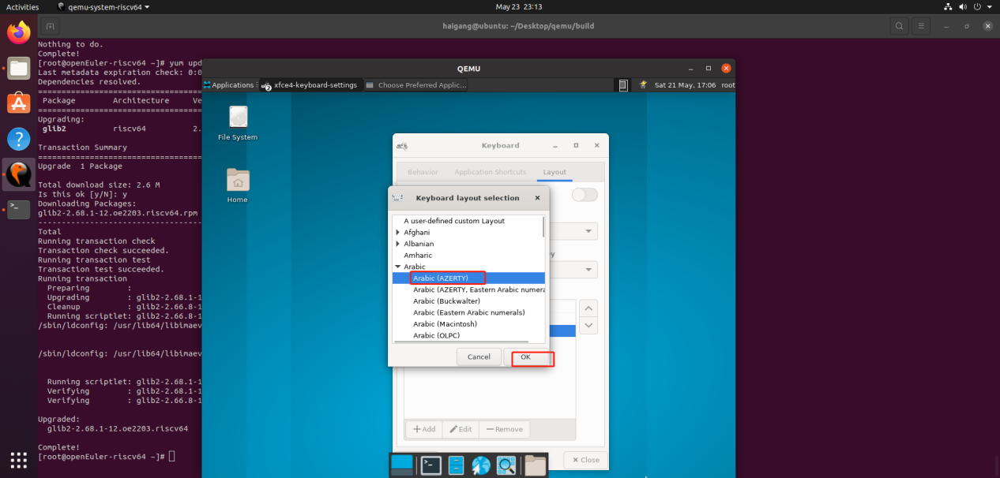 Activities
qemu-system-riscv64
May 23 23:13
haigang@ubuntu: ~/Desktop/qemu/build
Nothing to do.
Complete!
[root@openEuler-riscv64 ~]# yum upd
Last metadata expiration check: 0:0
Dependencies resolved.
================================
Package Architecture Ve
================================
Upgrading:
glib2 riscv64 2.
Transaction Summary
================================
Upgrade 1 Package
Total download size: 2.6 M
Is this ok [y/N]: y
Downloading Packages:
glib2-2.68.1-12.oe2203.riscv64.rpm
--------------------------------
Total
Running transaction check
Transaction check succeeded.
Running transaction test
Transaction test succeeded.
Running transaction
Preparing :
Upgrading : glib2-2.68.1-1
Cleanup : glib2-2.66.8-1
Running scriptlet: glib2-2.68.1-1
/sbin/ldconfig: /usr/lib64/libimaev
/sbin/ldconfig: /usr/lib64/libimaev
Running scriptlet: glib2-2.68.1-1
Verifying : glib2-2.68.1-1
Verifying : glib2-2.66.8-1
Upgraded:
glib2-2.68.1-12.oe2203.riscv64
Complete!
[root@openEuler-riscv64 ~]#
QEMU
Applications
xfce4-keyboard-settings
Choose Preferred Applic...
Sat 21 May, 17:06 root
File System
Home
Keyboard
Behavior Application Shortcuts Layout
Keyboard layout selection
A user-defined custom Layout
Afghani
Albanian
Amharic
Arabic
Arabic (AZERTY)
Arabic (AZERTY, Eastern Arabic numera
Arabic (Buckwalter)
Arabic (Eastern Arabic numerals)
Arabic (Macintosh)
Arabic (OLPC)
Cancel OK
Add Edit Remove
Close